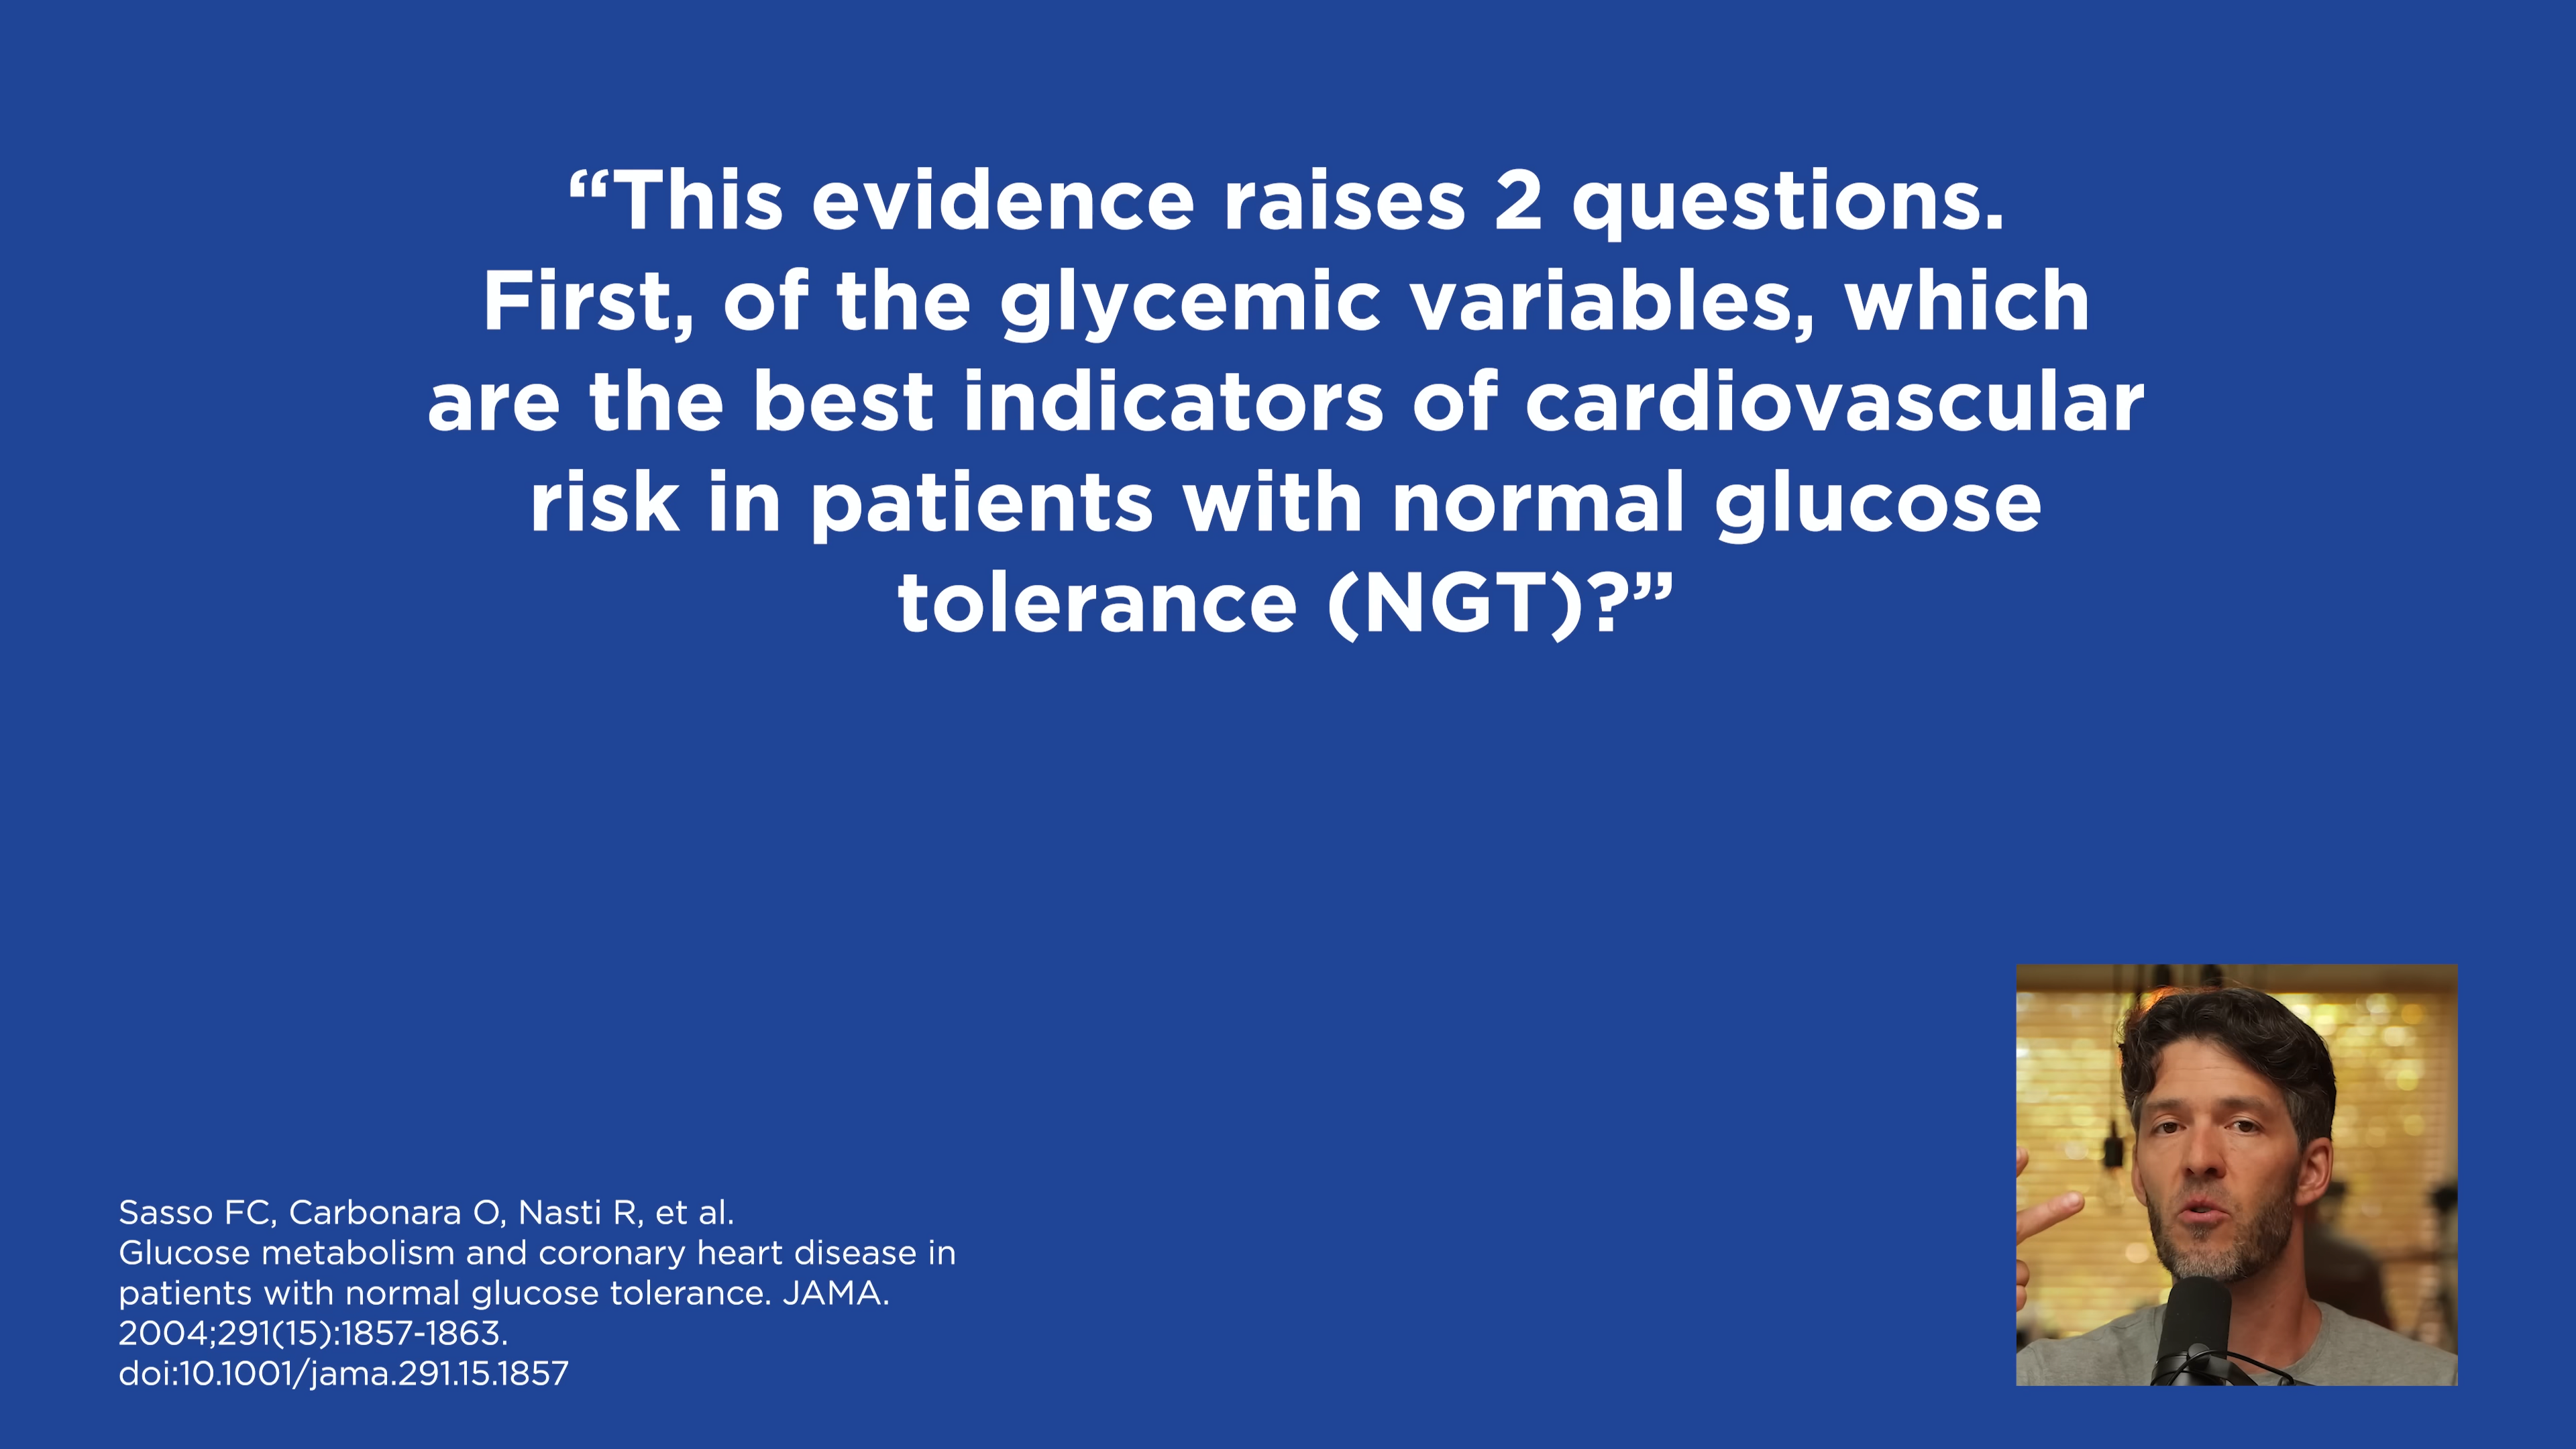 “This evidence raises 2 questions.
First, of the glycemic variables, which
are the best indicators of cardiovascular
risk in patients with normal glucose
tolerance (NGT)?”
Sasso FC, Carbonara O, Nasti R, et al.
Glucose metabolism and coronary heart disease in
patients with normal glucose tolerance. JAMA.
2004;291(15):1857-1863.
doi:10.1001/jama.291.15.1857